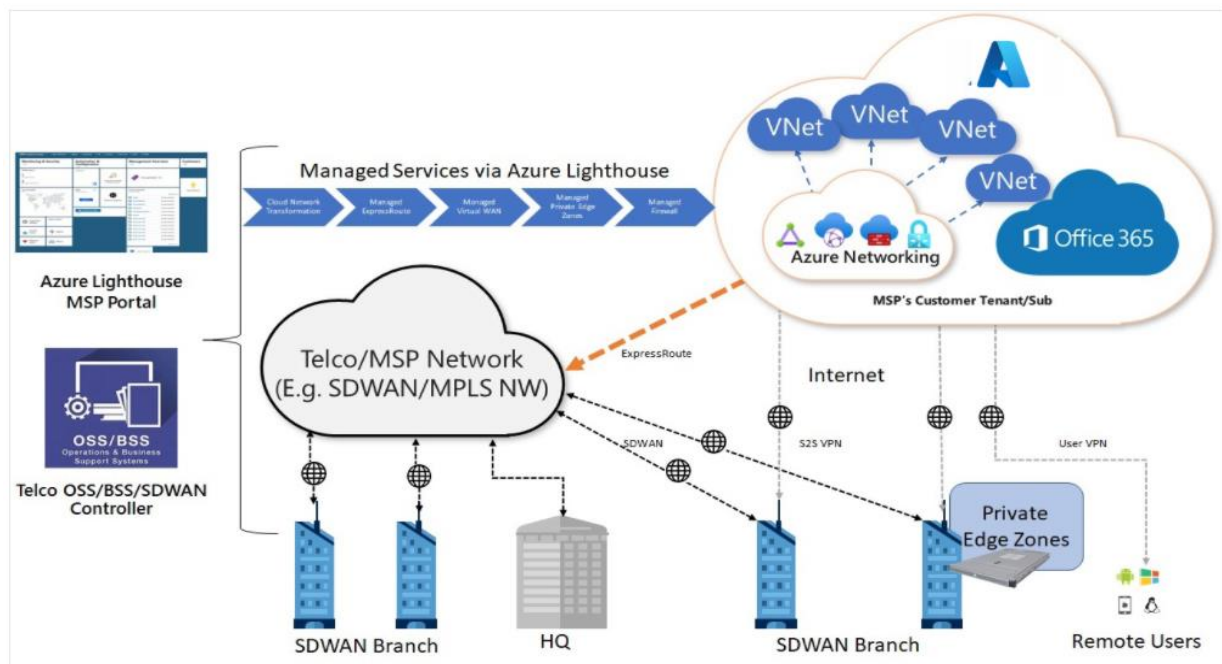 VNet
VNet
VNet
VNet
Managed Services via Azure Lighthouse
Cloud Network
Transformation
Managed
ExpressRoute
Managed
Virtual WAN
Managed
Private Edge
Zones
Managed
Firewall
Office 365
Azure Networking
MSP's Customer Tenant/Sub
Azure Lighthouse
MSP Portal
Telco/MSP Network
(E.g. SDWAN/MPLS NW)
ExpressRoute
Internet
OSS/BSS
Operations & Business
Support Systems
Telco OSS/BSS/SDWAN
Controller
SDWAN
S2S VPN
User VPN
Private
Edge Zones
SDWAN Branch
HQ
SDWAN Branch
Remote Users